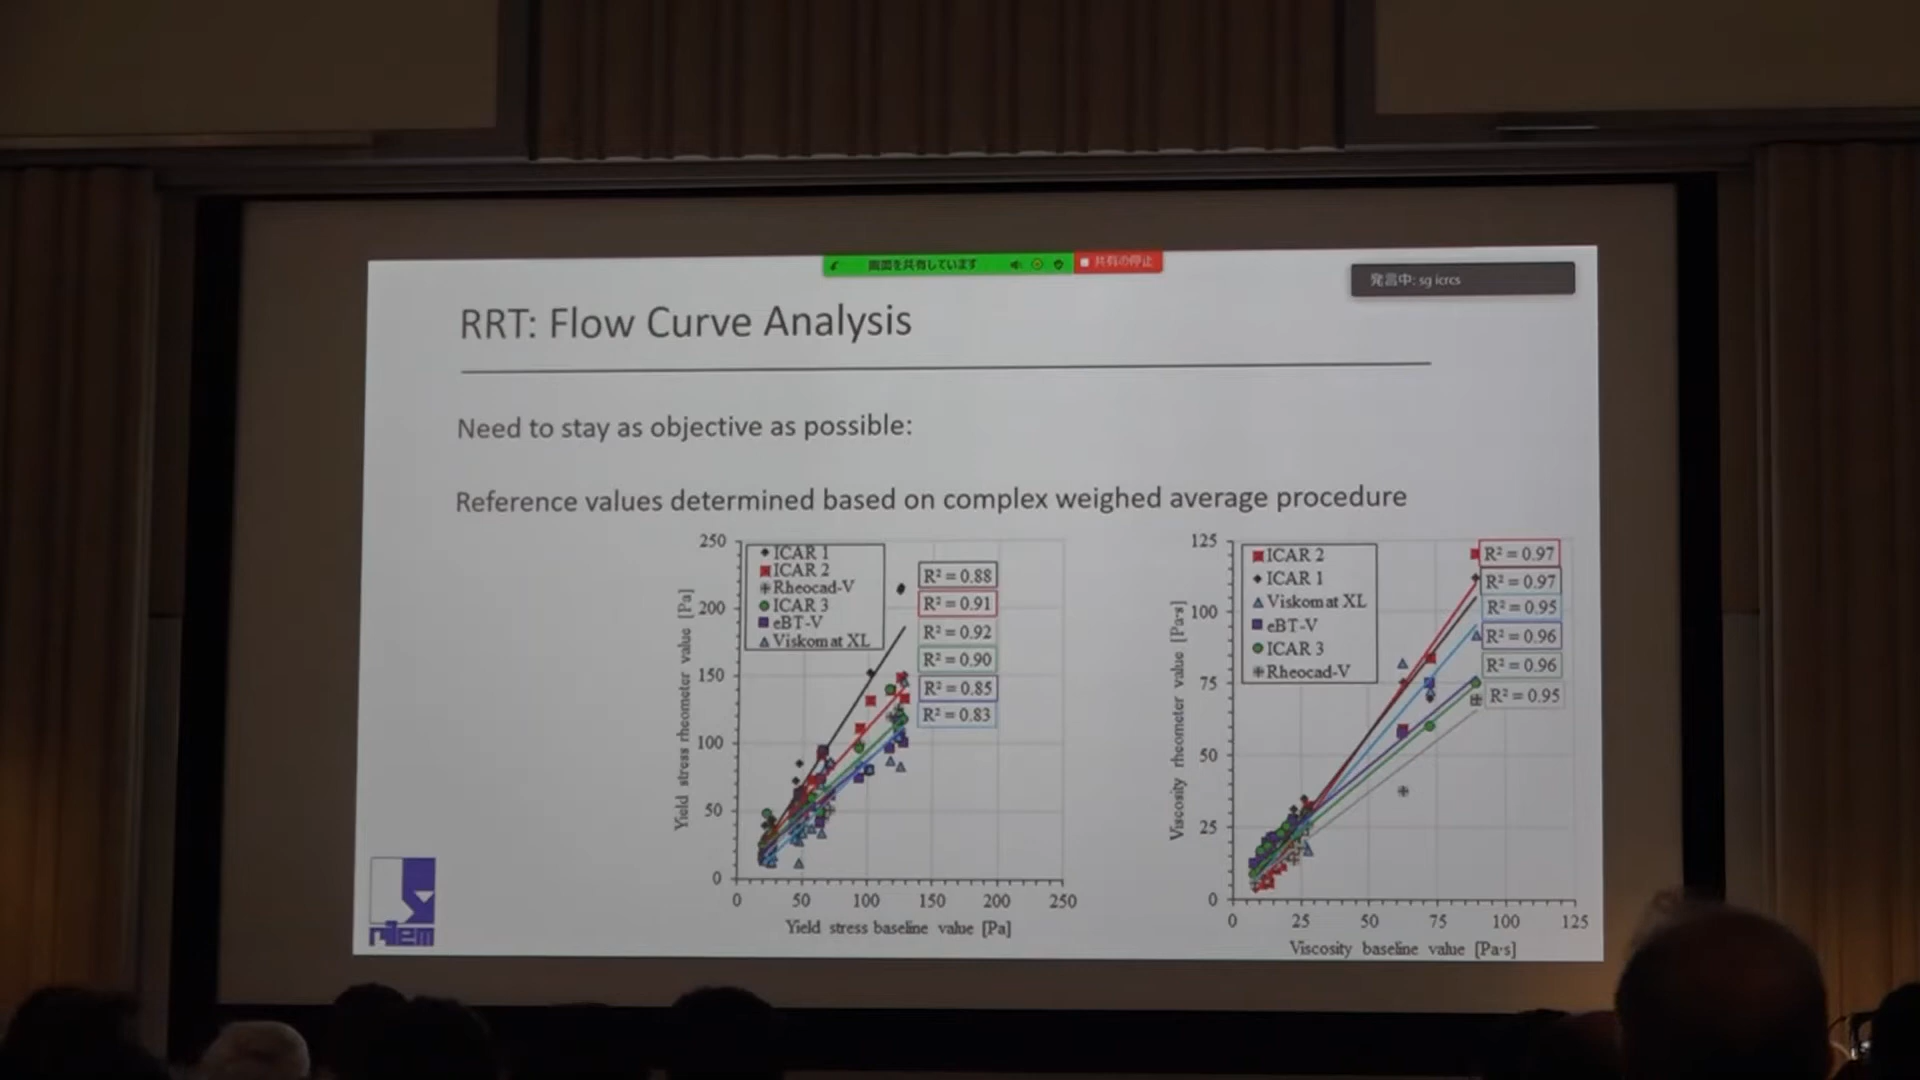 画面を共有しています
共有の停止
発言中: sg icrcs
RRT: Flow Curve Analysis
Need to stay as objective as possible:
Reference values determined based on complex weighed average procedure
250
200
150
100
50
0
Yield stress rheometer value [Pa]
ICAR 1
ICAR 2
Rheocad-V
ICAR 3
eBT-V
Viskomat XL
R² = 0.88
R² = 0.91
R² = 0.92
R² = 0.90
R² = 0.85
R² = 0.83
0 50 100 150 200 250
Yield stress baseline value [Pa]
125
100
75
50
25
0
Viscosity rheometer value [Pa·s]
ICAR 2
ICAR 1
Viskomat XL
eBT-V
ICAR 3
Rheocad-V
R² = 0.97
R² = 0.97
R² = 0.95
R² = 0.96
R² = 0.96
R² = 0.95
0 25 50 75 100 125
Viscosity baseline value [Pa·s]
rilem